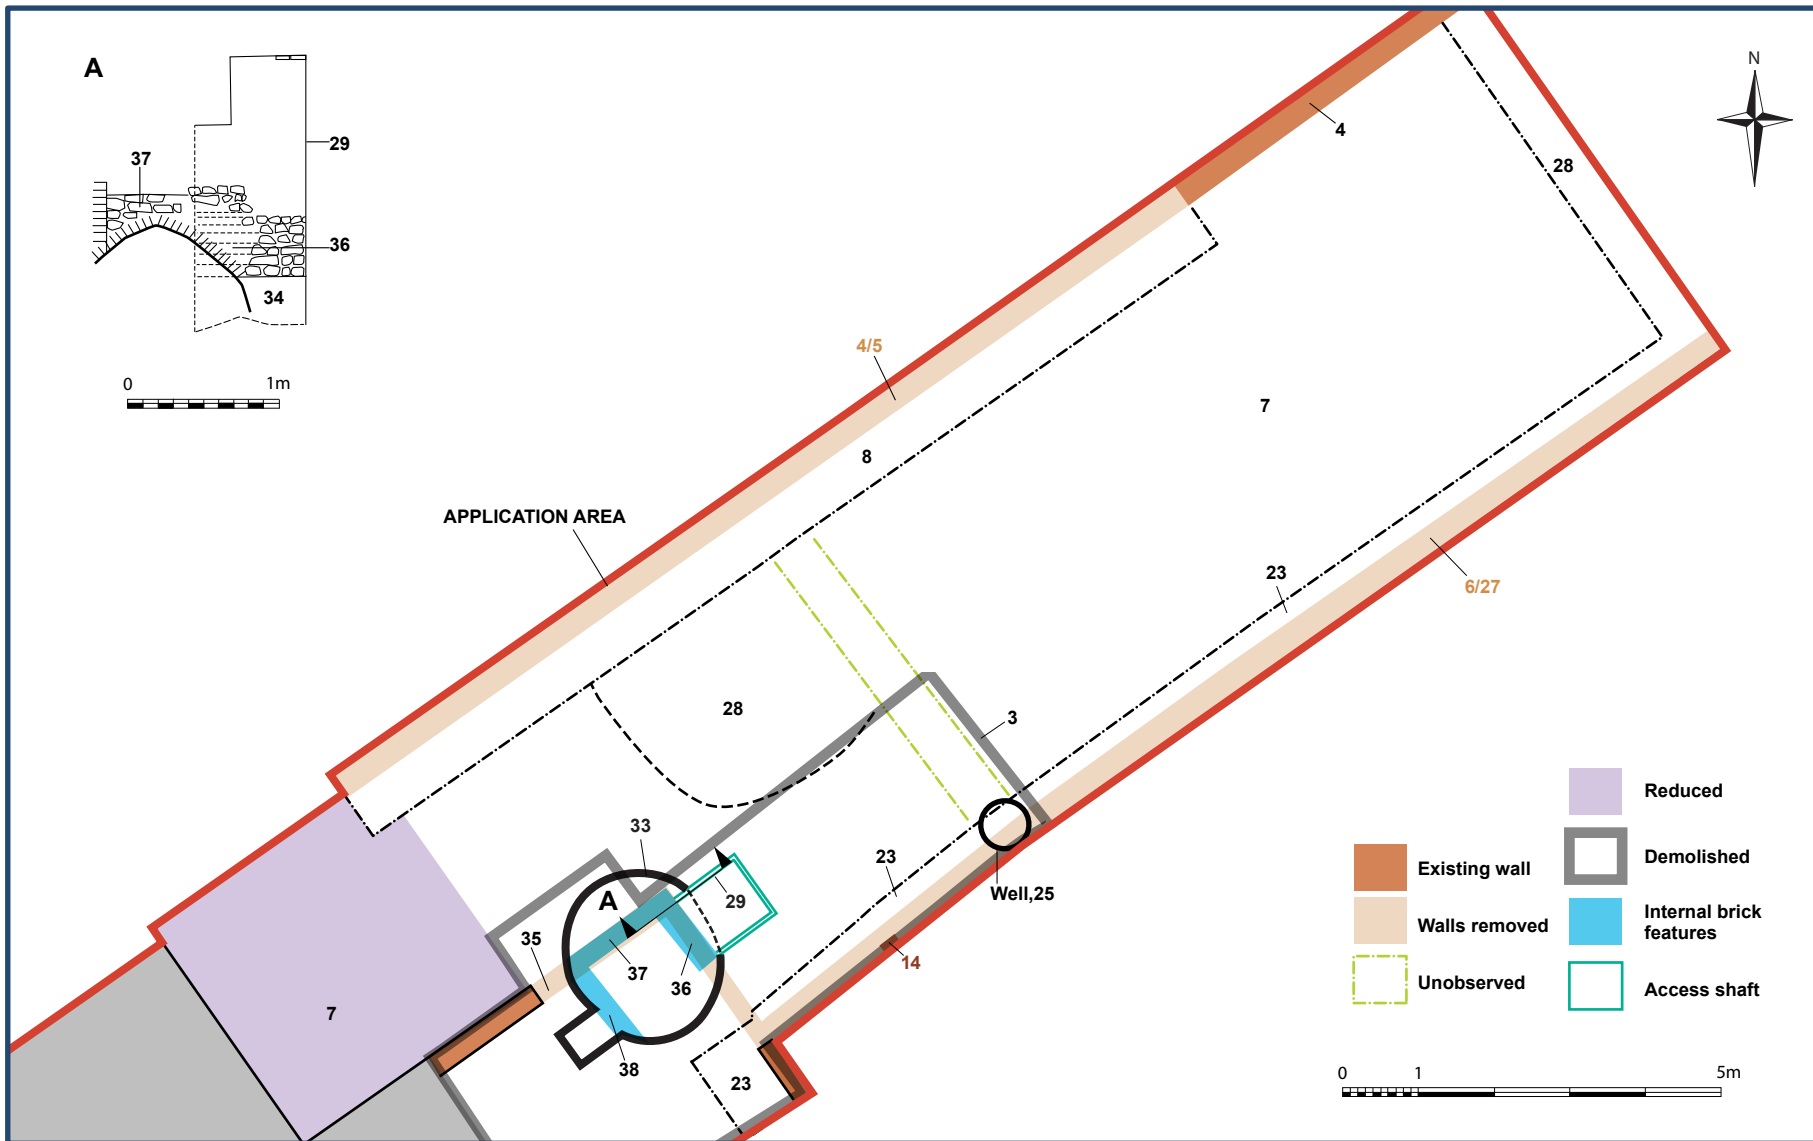 A
29
37
36
34
0 1m
N
4
28
4/5
7
8
APPLICATION AREA
23
6/27
28
3
33
23
A
29
Well,25
35
37
36
14
7
38
23
Reduced
Demolished
Existing wall
Internal brick
features
Walls removed
Unobserved
Access shaft
0 1 5m